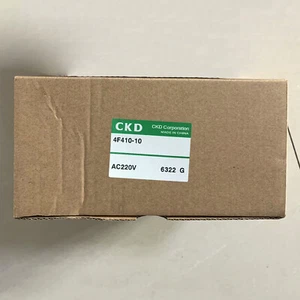 CKD
CKD Corporation
MADE IN CHINA
4F410-10
AC220V 6322 G